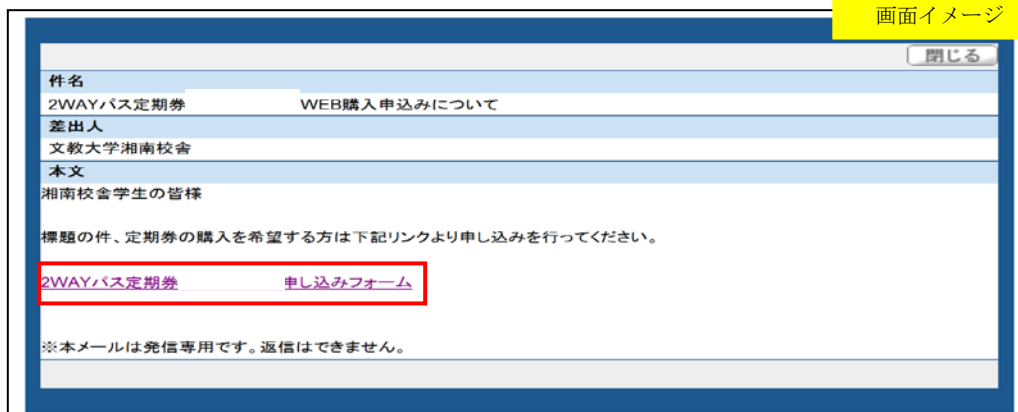 画面イメージ
閉じる
件名
2WAYパス定期券 WEB購入申込みについて
差出人
文教大学湘南校舎
本文
湘南校舎学生の皆様
標題の件、定期券の購入を希望する方は下記リンクより申し込みを行ってください。
2WAYパス定期券 申し込みフォーム
※本メールは発信専用です。返信はできません。